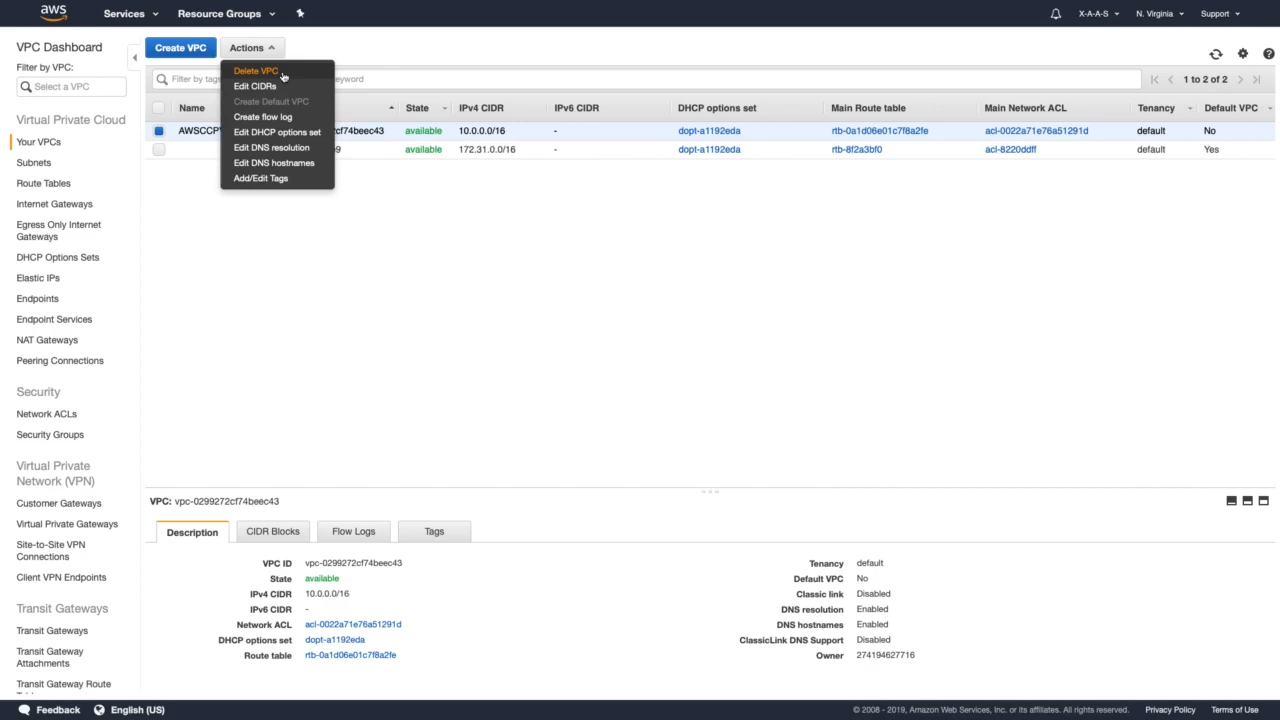 aws Services Resource Groups X-A-A-S N. Virginia Support
VPC Dashboard
Filter by VPC:
Select a VPC
Virtual Private Cloud
Your VPCs
Subnets
Route Tables
Internet Gateways
Egress Only Internet
Gateways
DHCP Options Sets
Elastic IPs
Endpoints
Endpoint Services
NAT Gateways
Peering Connections
Security
Network ACLs
Security Groups
Virtual Private
Network (VPN)
Customer Gateways
Virtual Private Gateways
Site-to-Site VPN
Connections
Client VPN Endpoints
Transit Gateways
Transit Gateways
Transit Gateway
Attachments
Transit Gateway Route
Create VPC Actions
Delete VPC
Edit CIDRs
Create Default VPC
Create flow log
Edit DHCP options set
Edit DNS resolution
Edit DNS hostnames
Add/Edit Tags
Filter by tags eyword 1 to 2 of 2
Name State IPv4 CIDR IPv6 CIDR DHCP options set Main Route table Main Network ACL Tenancy Default VPC
AWSCCP cf74beec43 available 10.0.0.0/16 - dopt-a1192eda rtb-0a1d06e01c7f8a2fe acl-0022a71e76a51291d default No
9 available 172.31.0.0/16 - dopt-a1192eda rtb-8f2a3bf0 acl-8220ddff default Yes
VPC: vpc-0299272cf74beec43
Description CIDR Blocks Flow Logs Tags
VPC ID vpc-0299272cf74beec43 Tenancy default
State available Default VPC No
IPv4 CIDR 10.0.0.0/16 Classic link Disabled
IPv6 CIDR - DNS resolution Enabled
Network ACL acl-0022a71e76a51291d DNS hostnames Enabled
DHCP options set dopt-a1192eda ClassicLink DNS Support Disabled
Route table rtb-0a1d06e01c7f8a2fe Owner 274194627716
Feedback English (US) © 2008 - 2019, Amazon Web Services, Inc. or its affiliates. All rights reserved. Privacy Policy Terms of Use